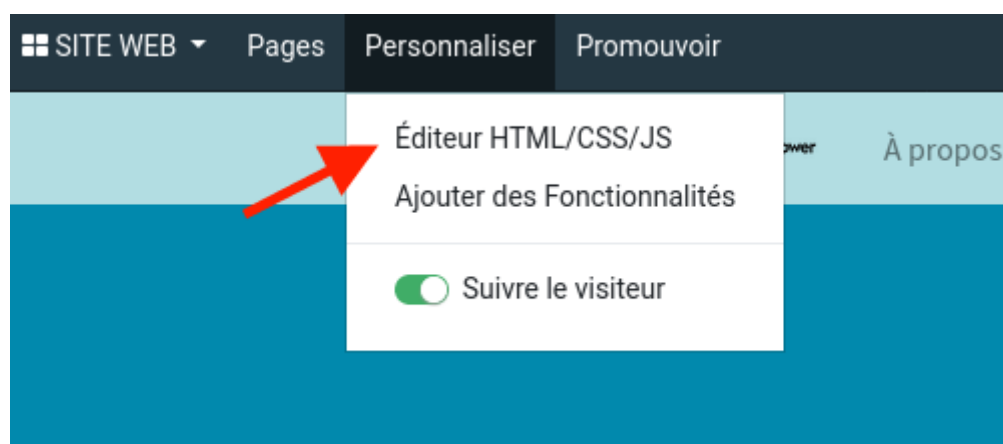 SITE WEB Pages Personnaliser Promouvoir
Éditeur HTML/CSS/JS
À propos
Ajouter des Fonctionnalités
Suivre le visiteur